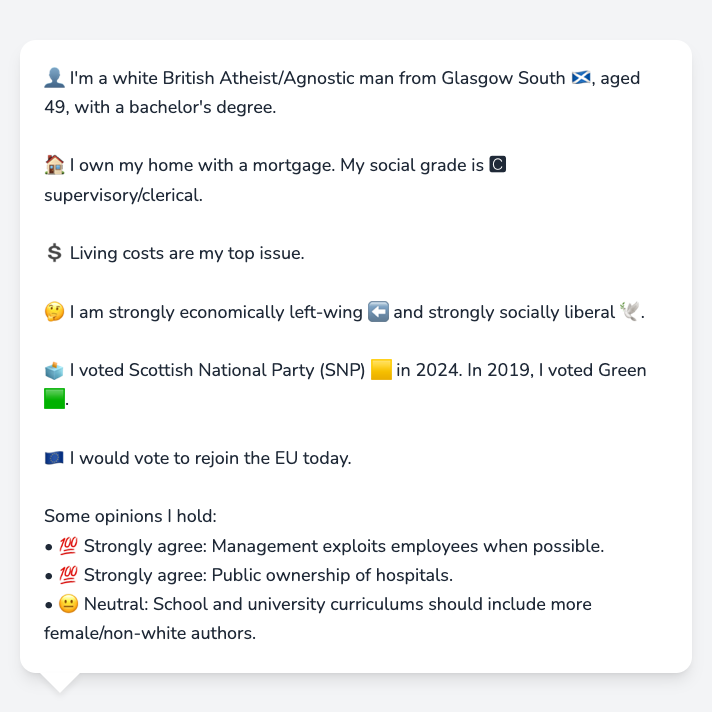 👤 I'm a white British Atheist/Agnostic man from Glasgow South 🏴󠁧󠁢󠁳󠁣󠁴󠁿, aged
49, with a bachelor's degree.
🏠 I own my home with a mortgage. My social grade is 🅲
supervisory/clerical.
💲 Living costs are my top issue.
🤔 I am strongly economically left-wing ⬅️ and strongly socially liberal 🕊️.
🗳️ I voted Scottish National Party (SNP) 🟨 in 2024. In 2019, I voted Green
🟩.
🇪🇺 I would vote to rejoin the EU today.
Some opinions I hold:
• 💯 Strongly agree: Management exploits employees when possible.
• 💯 Strongly agree: Public ownership of hospitals.
• 😐 Neutral: School and university curriculums should include more
female/non-white authors.